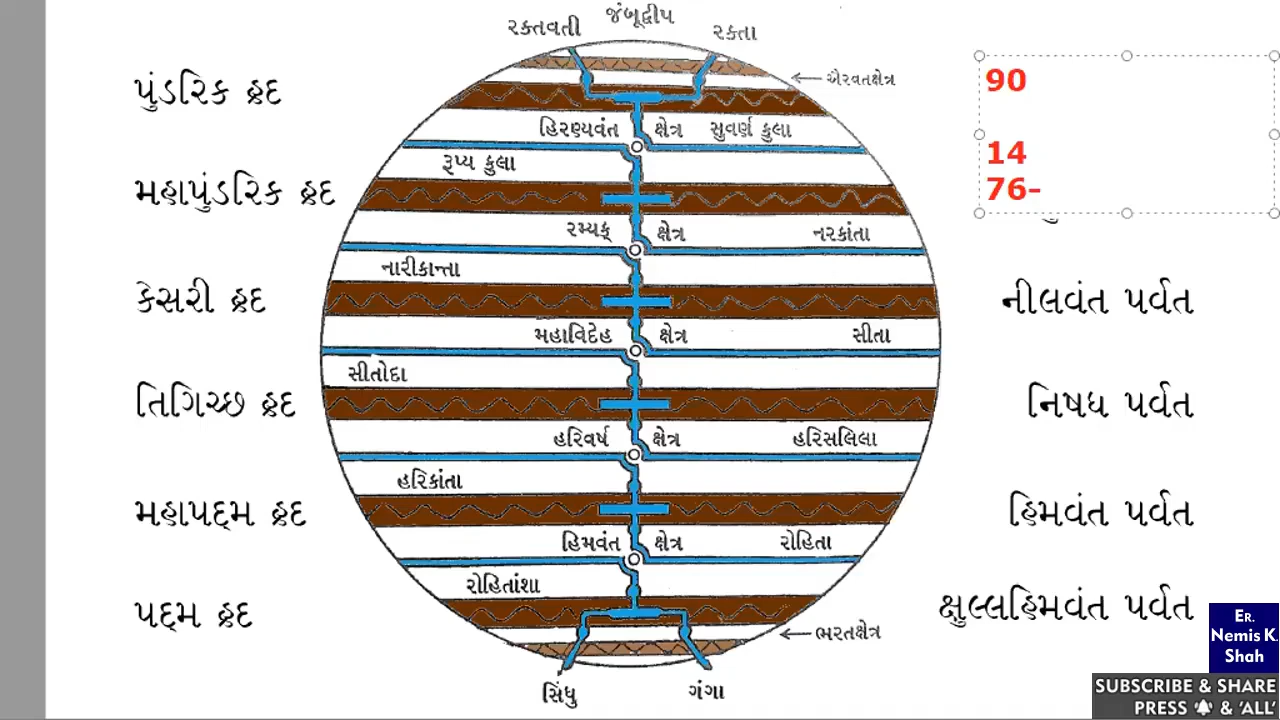 જંબૂદ્વીપ
રક્તવતી
રક્તા
90
પુંડરિક હ્રદ
←ઐરવતક્ષેત્ર
હિરણ્યવંત ક્ષેત્ર સુવર્ણ કુલા
14
રૂપ્ય કુલા
મહાપુંડરિક હ્રદ
76-
રમ્યક્ ક્ષેત્ર નરકાંતા
નારીકાન્તા
કેસરી હ્રદ
નીલવંત પર્વત
મહાવિદેહ ક્ષેત્ર સીતા
સીતોદા
તિગિચ્છ હ્રદ
નિષધ પર્વત
હરિવર્ષ ક્ષેત્ર હરિસલિલા
હરિકાંતા
મહાપદ્મ હ્રદ
હિમવંત પર્વત
હિમવંત ક્ષેત્ર રોહિતા
રોહિતાંશા
પદ્મ હ્રદ
ક્ષુલ્લહિમવંત પર્વત
←ભરતક્ષેત્ર
સિંધુ
ગંગા
ER.
Nemis K.
Shah
SUBSCRIBE & SHARE
PRESS 🔔 & 'ALL'